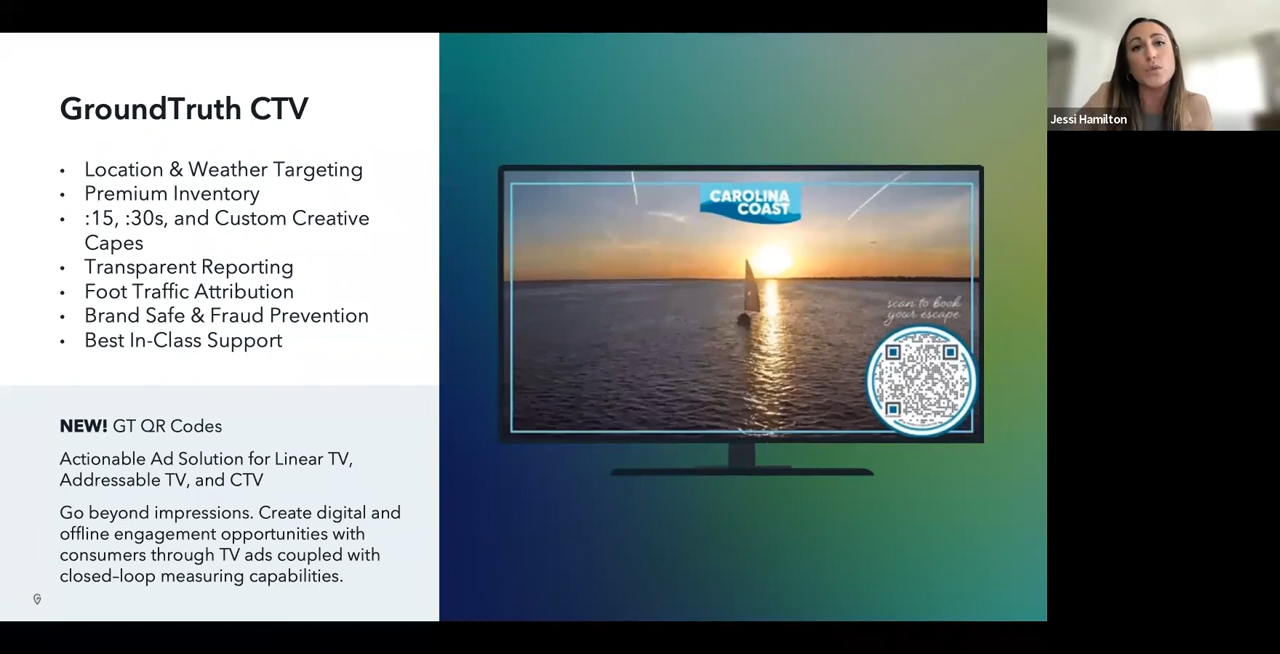 GroundTruth CTV
• Location & Weather Targeting
• Premium Inventory
• :15, :30s, and Custom Creative
Capes
• Transparent Reporting
• Foot Traffic Attribution
• Brand Safe & Fraud Prevention
• Best In-Class Support
NEW! GT QR Codes
Actionable Ad Solution for Linear TV,
Addressable TV, and CTV
Go beyond impressions. Create digital and
offline engagement opportunities with
consumers through TV ads coupled with
closed-loop measuring capabilities.
CAROLINA
COAST
scan to book
your escape
Jessi Hamilton